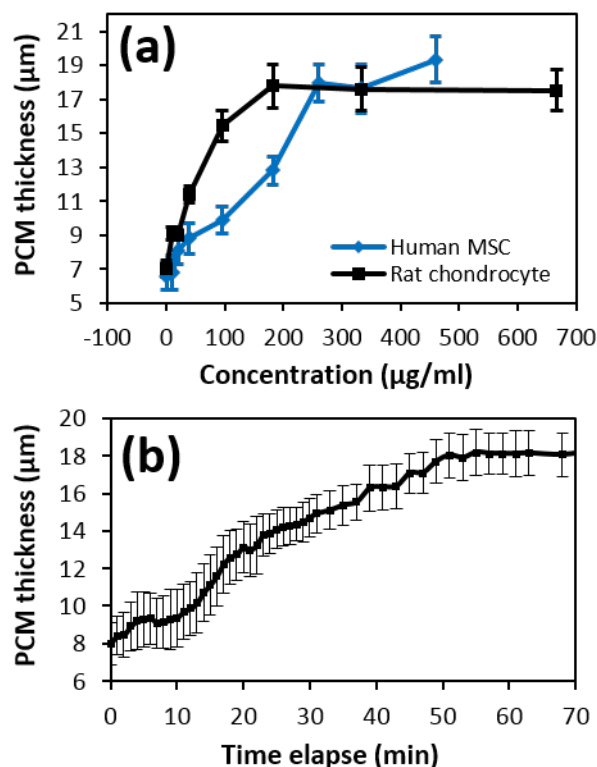 (a)
PCM thickness (µm)
21
19
17
15
13
11
9
7
5
Human MSC
Rat chondrocyte
-100 0 100 200 300 400 500 600 700
Concentration (µg/ml)
(b)
PCM thickness (µm)
20
18
16
14
12
10
8
6
0 10 20 30 40 50 60 70
Time elapse (min)